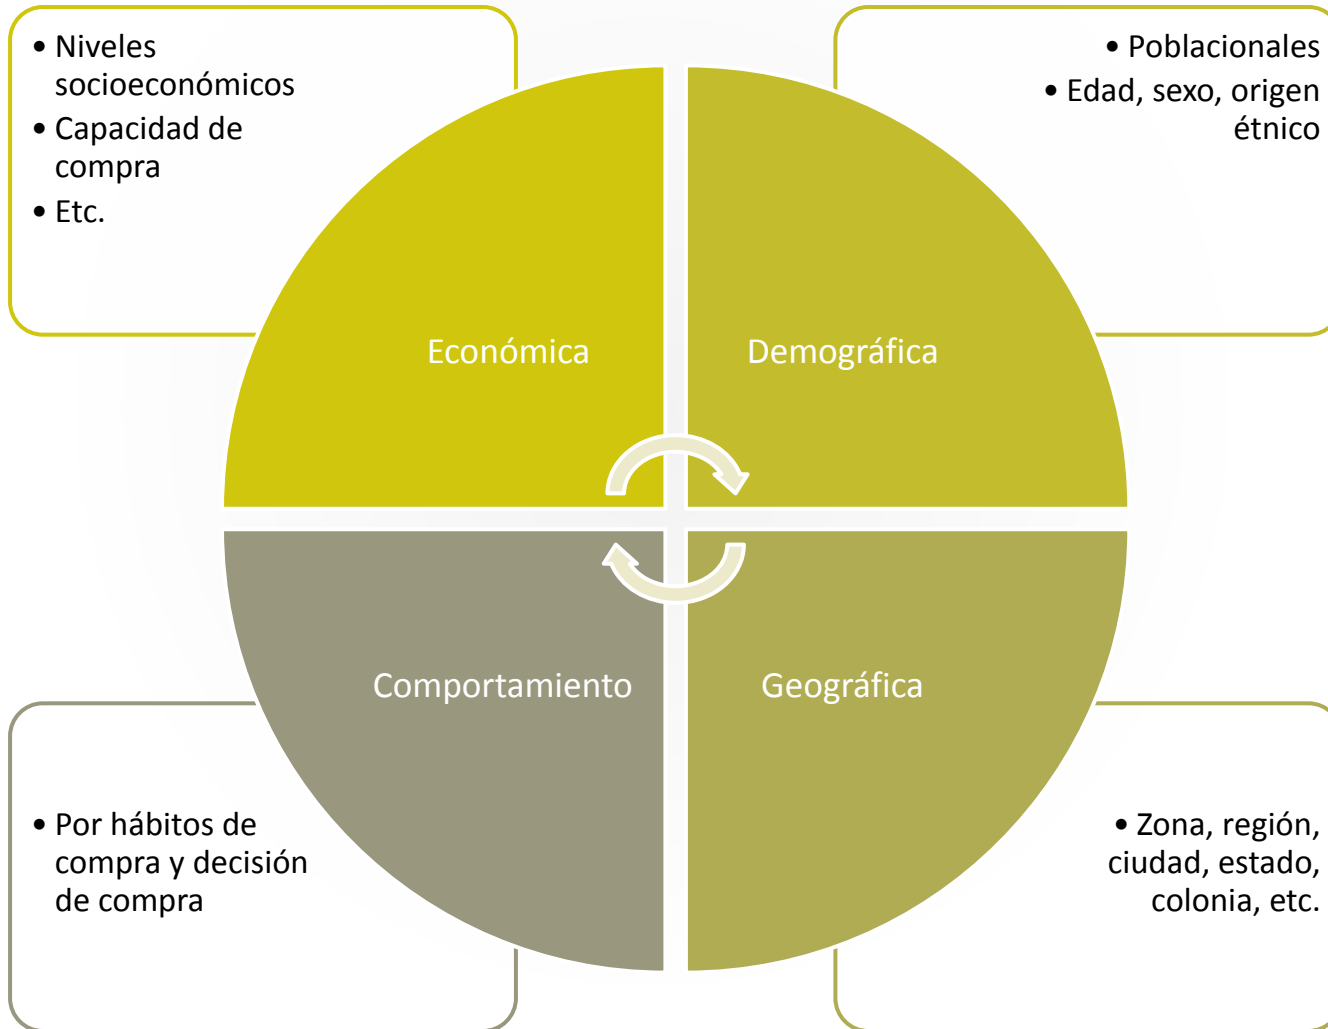 • Niveles
socioeconómicos
• Capacidad de
compra
• Etc.
• Poblacionales
• Edad, sexo, origen
étnico
Económica
Demográfica
Comportamiento
Geográfica
• Por hábitos de
compra y decisión
de compra
• Zona, región,
ciudad, estado,
colonia, etc.